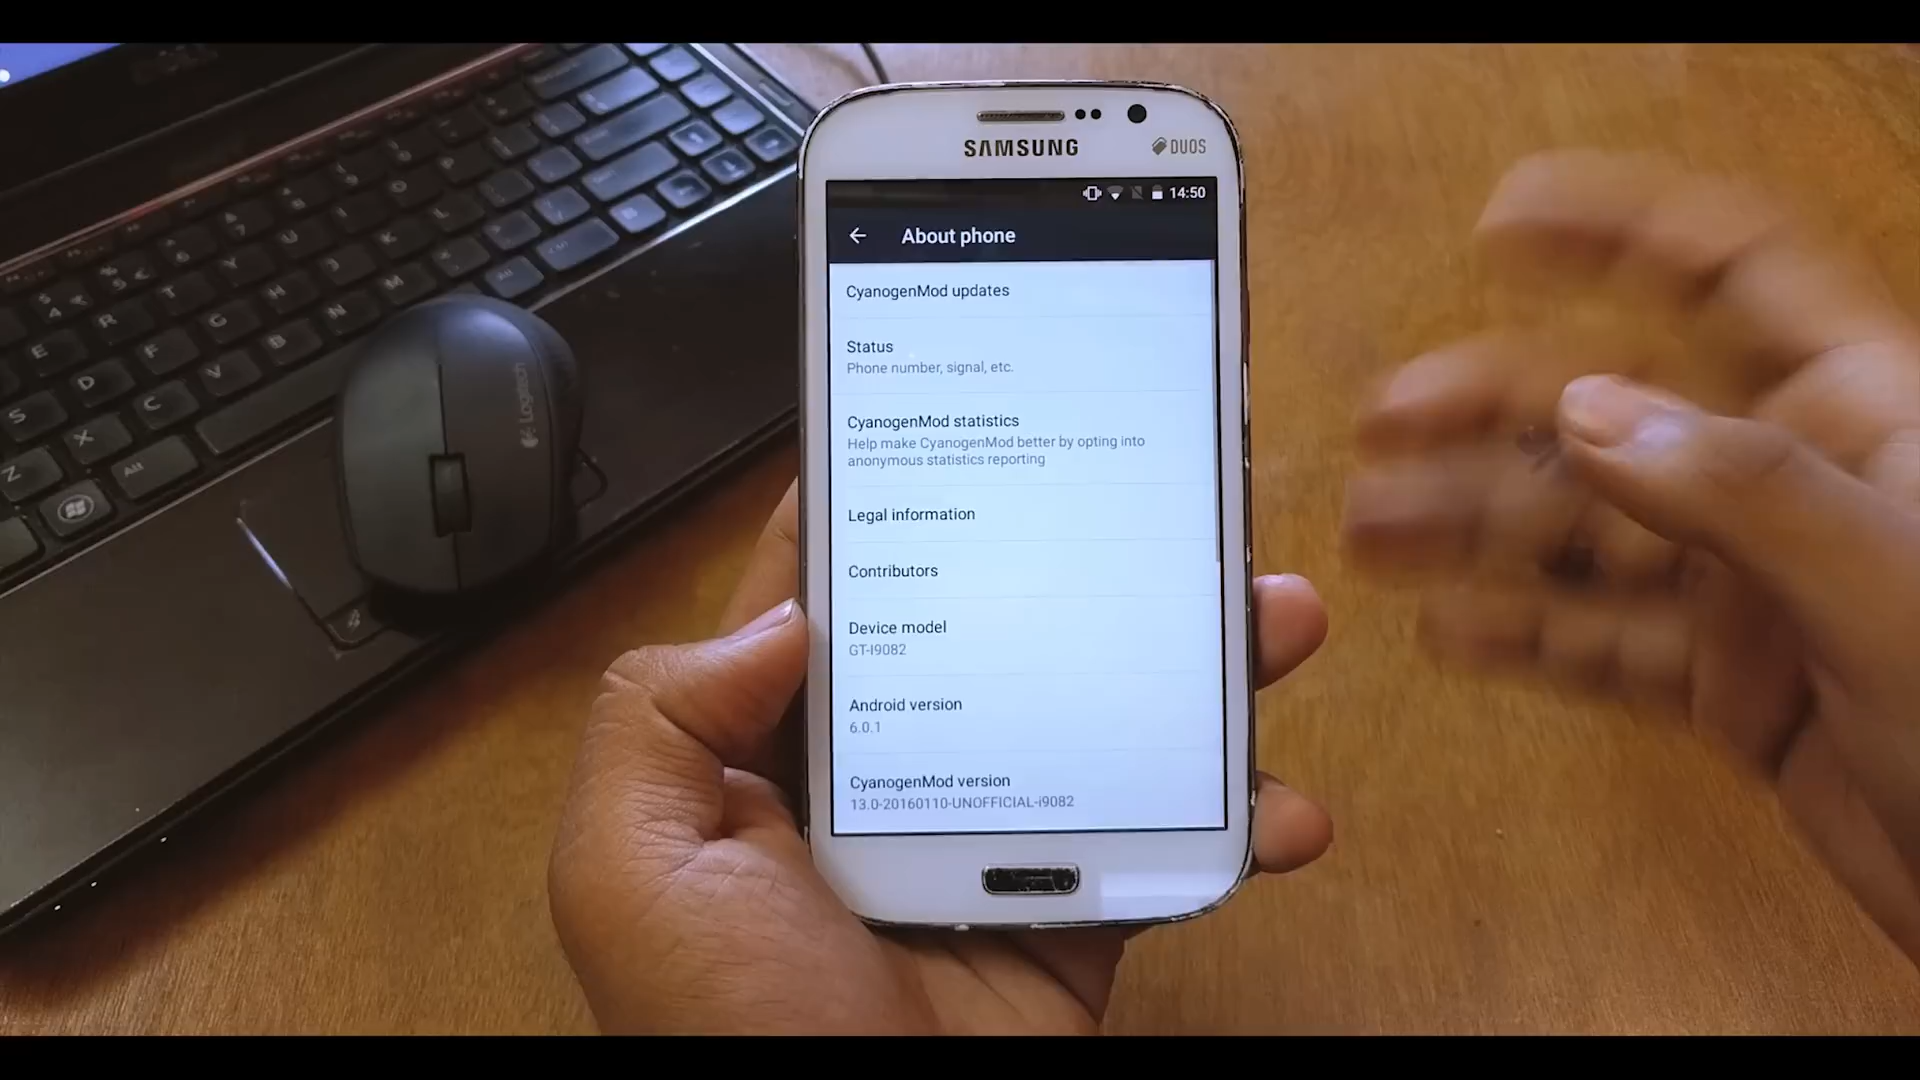 SAMSUNG
DUOS
14:50
About phone
CyanogenMod updates
Status
Phone number, signal, etc.
CyanogenMod statistics
Help make CyanogenMod better by opting into
anonymous statistics reporting
Legal information
Contributors
Device model
GT-I9082
Android version
6.0.1
CyanogenMod version
13.0-20160110-UNOFFICIAL-i9082
Logitech
Alt